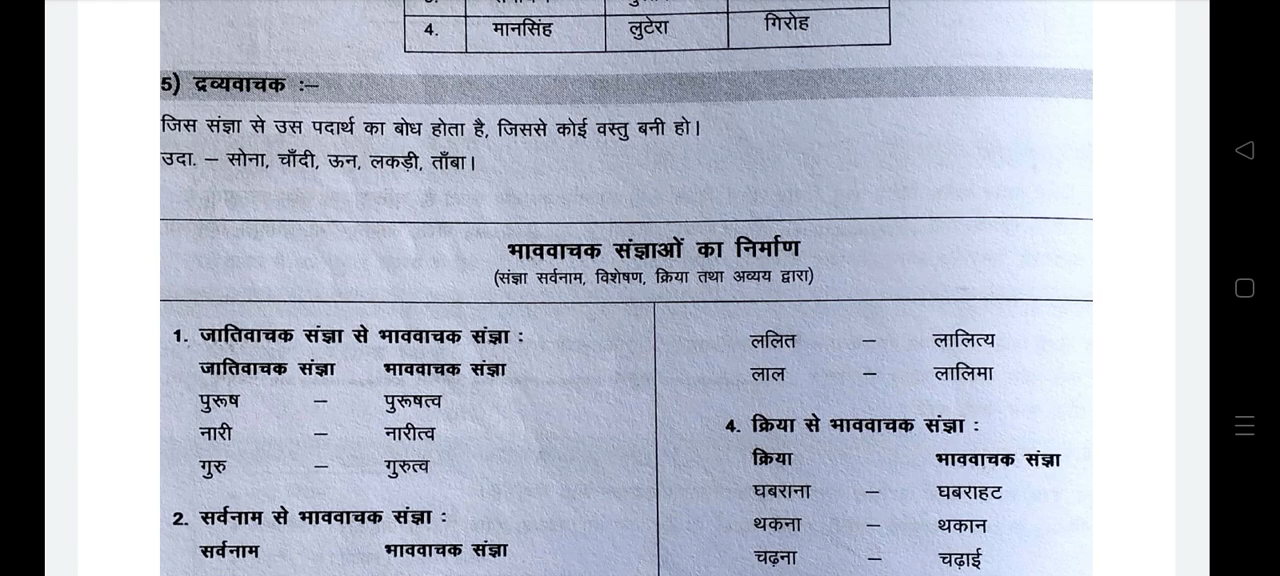 4. मानसिंह लुटेरा गिरोह
5) द्रव्यवाचक :–
जिस संज्ञा से उस पदार्थ का बोध होता है, जिससे कोई वस्तु बनी हो।
उदा. – सोना, चाँदी, ऊन, लकड़ी, ताँबा।
भाववाचक संज्ञाओं का निर्माण
(संज्ञा सर्वनाम, विशेषण, क्रिया तथा अव्यय द्वारा)
1. जातिवाचक संज्ञा से भाववाचक संज्ञा :
जातिवाचक संज्ञा भाववाचक संज्ञा
पुरूष – पुरूषत्व
नारी – नारीत्व
गुरु – गुरुत्व
2. सर्वनाम से भाववाचक संज्ञा :
सर्वनाम भाववाचक संज्ञा
ललित – लालित्य
लाल – लालिमा
4. क्रिया से भाववाचक संज्ञा :
क्रिया भाववाचक संज्ञा
घबराना – घबराहट
थकना – थकान
चढ़ना – चढ़ाई